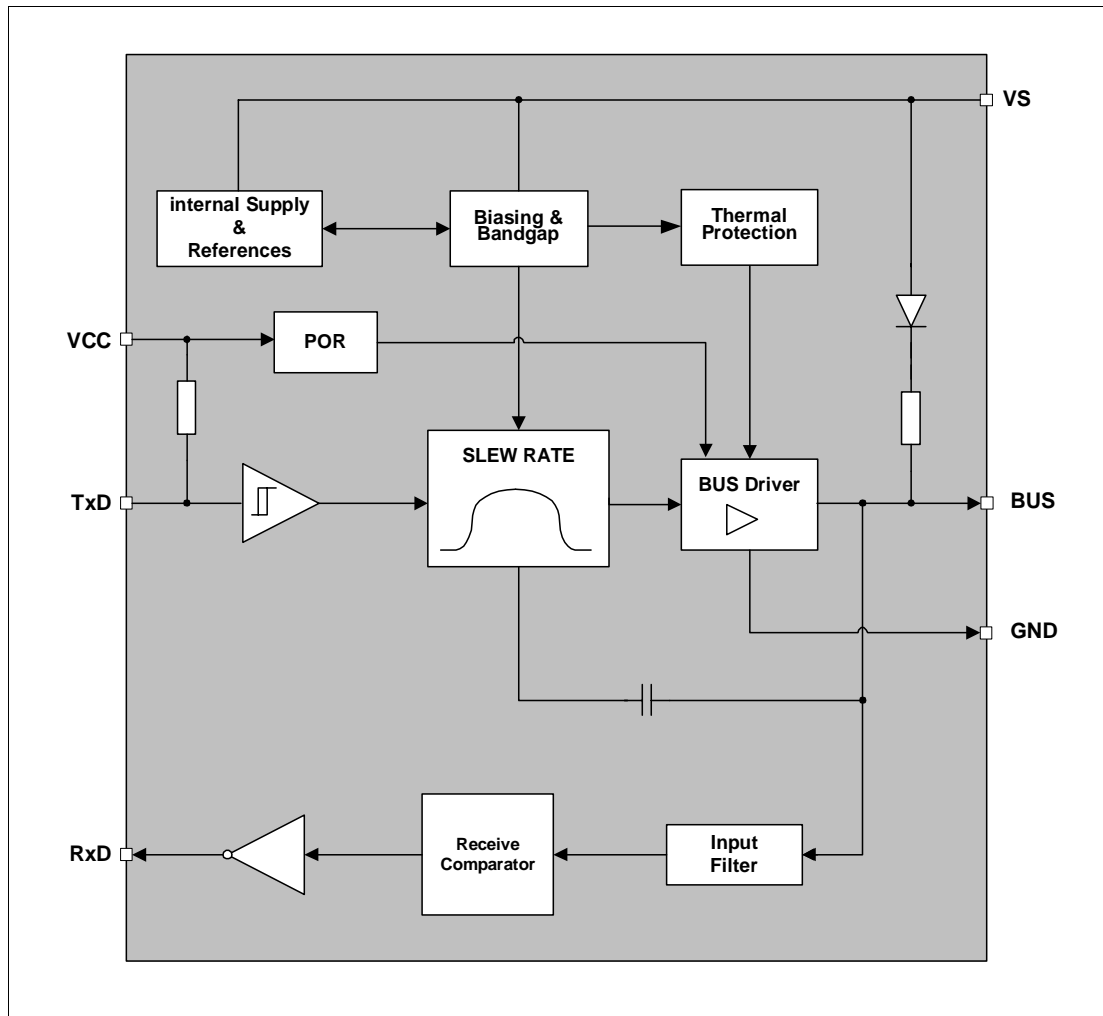 VS
internal Supply
&
References
Biasing &
Bandgap
Thermal
Protection
VCC
POR
SLEW RATE
TxD
BUS Driver
BUS
GND
RxD
Receive
Comparator
Input
Filter